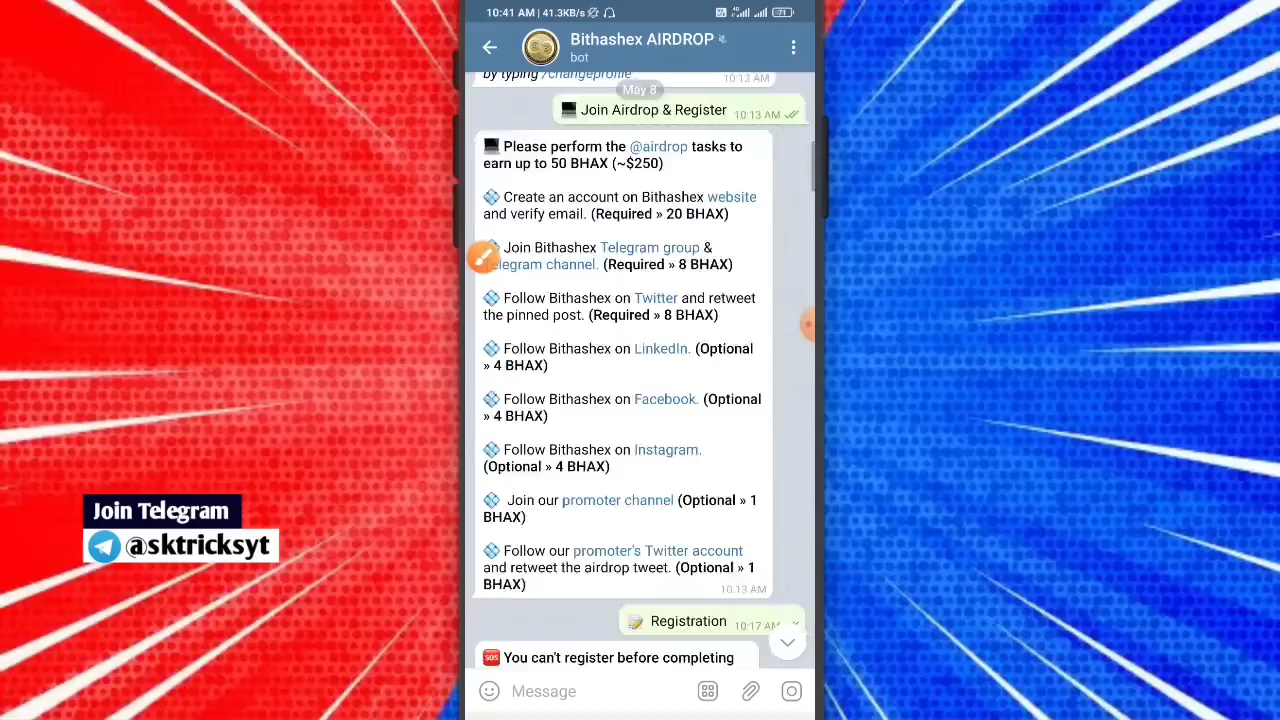 10:41 AM | 41.3KB/s
4G
71
Bithashex AIRDROP
bot
by typing /changeprofile
10:13 AM
May 8
Join Airdrop & Register
10:13 AM
Please perform the @airdrop tasks to
earn up to 50 BHAX (~$250)
Create an account on Bithashex website
and verify email. (Required » 20 BHAX)
Join Bithashex Telegram group &
elegram channel. (Required » 8 BHAX)
Follow Bithashex on Twitter and retweet
the pinned post. (Required » 8 BHAX)
Follow Bithashex on LinkedIn. (Optional
» 4 BHAX)
Follow Bithashex on Facebook. (Optional
» 4 BHAX)
Follow Bithashex on Instagram.
(Optional » 4 BHAX)
Join our promoter channel (Optional » 1
BHAX)
Follow our promoter's Twitter account
and retweet the airdrop tweet. (Optional » 1
BHAX)
10:13 AM
Registration
10:17 AM
SOS You can't register before completing
Message
Join Telegram
@sktricksyt